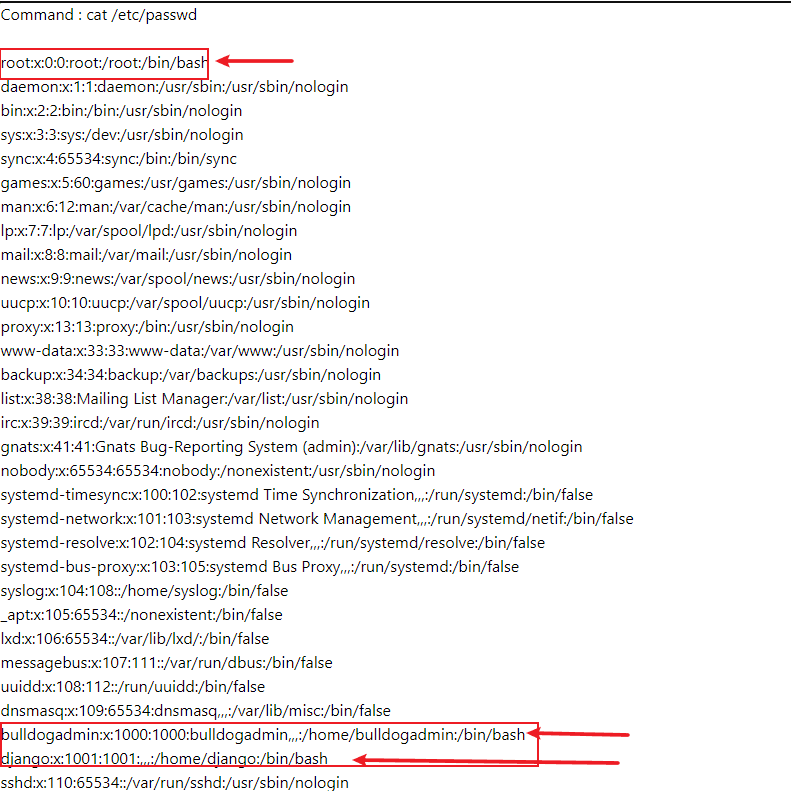 Command : cat /etc/passwd
root:x:0:0:root:/root:/bin/bash
daemon:x:1:1:daemon:/usr/sbin:/usr/sbin/nologin
bin:x:2:2:bin:/bin:/usr/sbin/nologin
sys:x:3:3:sys:/dev:/usr/sbin/nologin
sync:x:4:65534:sync:/bin:/bin/sync
games:x:5:60:games:/usr/games:/usr/sbin/nologin
man:x:6:12:man:/var/cache/man:/usr/sbin/nologin
lp:x:7:7:lp:/var/spool/lpd:/usr/sbin/nologin
mail:x:8:8:mail:/var/mail:/usr/sbin/nologin
news:x:9:9:news:/var/spool/news:/usr/sbin/nologin
uucp:x:10:10:uucp:/var/spool/uucp:/usr/sbin/nologin
proxy:x:13:13:proxy:/bin:/usr/sbin/nologin
www-data:x:33:33:www-data:/var/www:/usr/sbin/nologin
backup:x:34:34:backup:/var/backups:/usr/sbin/nologin
list:x:38:38:Mailing List Manager:/var/list:/usr/sbin/nologin
irc:x:39:39:ircd:/var/run/ircd:/usr/sbin/nologin
gnats:x:41:41:Gnats Bug-Reporting System (admin):/var/lib/gnats:/usr/sbin/nologin
nobody:x:65534:65534:nobody:/nonexistent:/usr/sbin/nologin
systemd-timesync:x:100:102:systemd Time Synchronization,,,:/run/systemd:/bin/false
systemd-network:x:101:103:systemd Network Management,,,:/run/systemd/netif:/bin/false
systemd-resolve:x:102:104:systemd Resolver,,,:/run/systemd/resolve:/bin/false
systemd-bus-proxy:x:103:105:systemd Bus Proxy,,,:/run/systemd:/bin/false
syslog:x:104:108::/home/syslog:/bin/false
_apt:x:105:65534::/nonexistent:/bin/false
lxd:x:106:65534::/var/lib/lxd/:/bin/false
messagebus:x:107:111::/var/run/dbus:/bin/false
uuidd:x:108:112::/run/uuidd:/bin/false
dnsmasq:x:109:65534:dnsmasq,,,:/var/lib/misc:/bin/false
bulldogadmin:x:1000:1000:bulldogadmin,,,:/home/bulldogadmin:/bin/bash
django:x:1001:1001:,,,:/home/django:/bin/bash
sshd:x:110:65534::/var/run/sshd:/usr/sbin/nologin